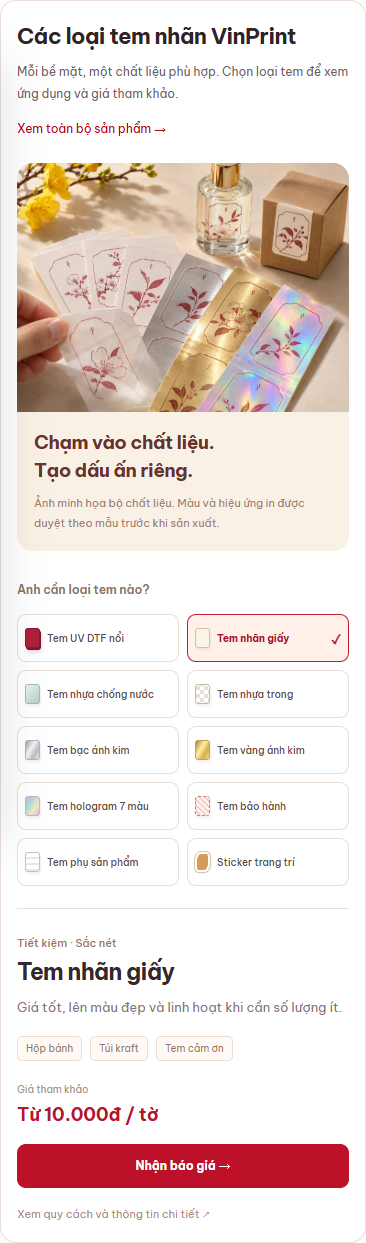 Các loại tem nhãn VinPrint
Mỗi bề mặt, một chất liệu phù hợp. Chọn loại tem để xem
ứng dụng và giá tham khảo.
Xem toàn bộ sản phẩm →
Chạm vào chất liệu.
Tạo dấu ấn riêng.
Ảnh minh họa bộ chất liệu. Màu và hiệu ứng in được
duyệt theo mẫu trước khi sản xuất.
Anh cần loại tem nào?
Tem UV DTF nổi
Tem nhãn giấy ✓
Tem nhựa chống nước
Tem nhựa trong
Tem bạc ánh kim
Tem vàng ánh kim
Tem hologram 7 màu
Tem bảo hành
Tem phụ sản phẩm
Sticker trang trí
Tiết kiệm · Sắc nét
Tem nhãn giấy
Giá tốt, lên màu đẹp và linh hoạt khi cần số lượng ít.
Hộp bánh
Túi kraft
Tem cảm ơn
Giá tham khảo
Từ 10.000đ / tờ
Nhận báo giá →
Xem quy cách và thông tin chi tiết ↗